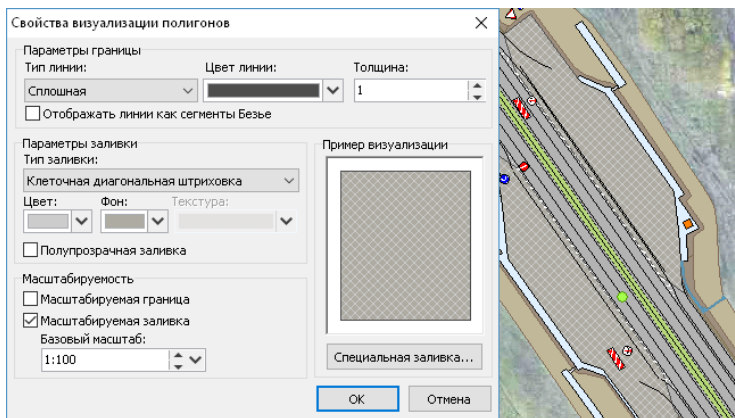 Свойства визуализации полигонов
Параметры границы
Тип линии: Цвет линии: Толщина:
Сплошная 1
Отображать линии как сегменты Безье
Параметры заливки
Тип заливки:
Клеточная диагональная штриховка
Цвет: Фон: Текстура:
Полупрозрачная заливка
Масштабируемость
Масштабируемая граница
Масштабируемая заливка
Базовый масштаб:
1:100
Пример визуализации
Специальная заливка...
OK Отмена